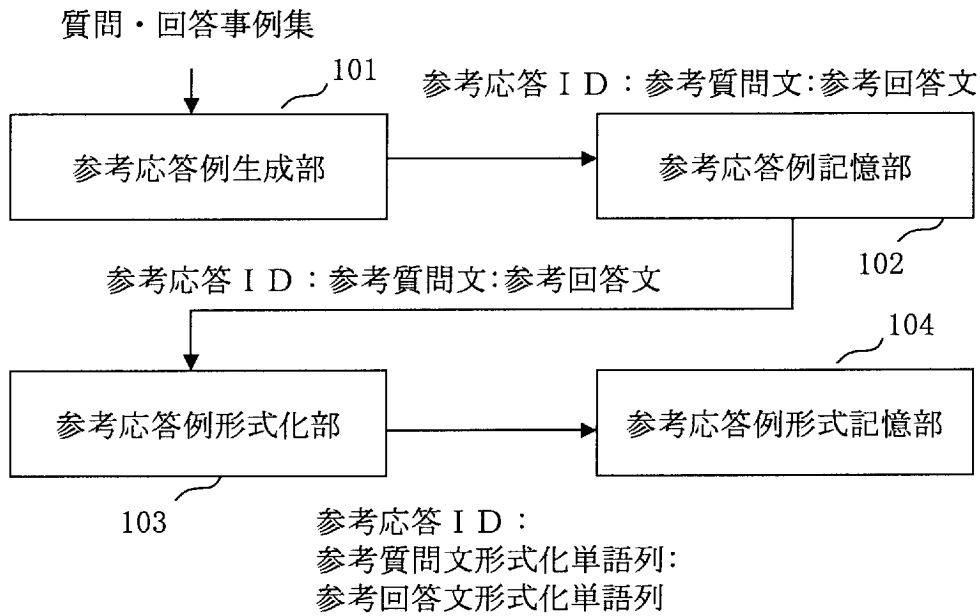 質問・回答事例集
101
参考応答ＩＤ：参考質問文：参考回答文
参考応答例生成部
参考応答例記憶部
102
参考応答ＩＤ：参考質問文：参考回答文
104
参考応答例形式化部
参考応答例形式記憶部
103
参考応答ＩＤ：
参考質問文形式化単語列：
参考回答文形式化単語列